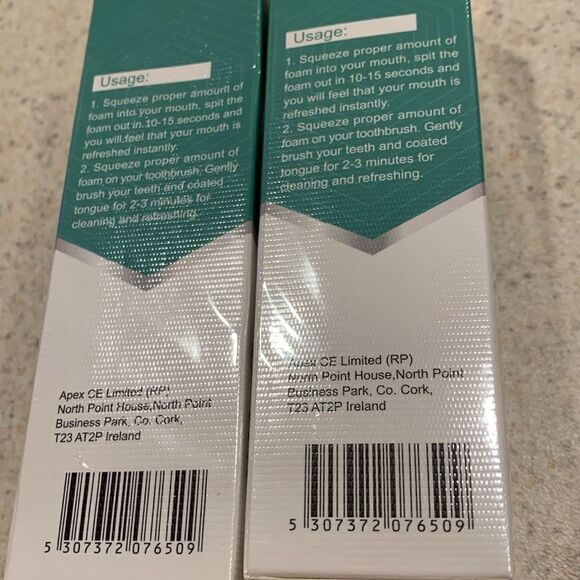 Usage:
1. Squeeze proper amount of
foam into your mouth, spit the
foam out in 10-15 seconds and
you will feel that your mouth is
refreshed instantly.
2. Squeeze proper amount of
foam on your toothbrush. Gently
brush your teeth and coated
tongue for 2-3 minutes for
cleaning and refreshing.
Apex CE Limited (RP)
North Point House,North Point
Business Park, Co. Cork,
T23 AT2P Ireland
5 307372 076509
Usage:
1. Squeeze proper amount of
foam into your mouth, spit the
foam out in 10-15 seconds and
you will feel that your mouth is
refreshed instantly.
2. Squeeze proper amount of
foam on your toothbrush. Gently
brush your teeth and coated
tongue for 2-3 minutes for
cleaning and refreshing.
Apex CE Limited (RP)
North Point House,North Point
Business Park, Co. Cork,
T23 AT2P Ireland
5 307372 076509